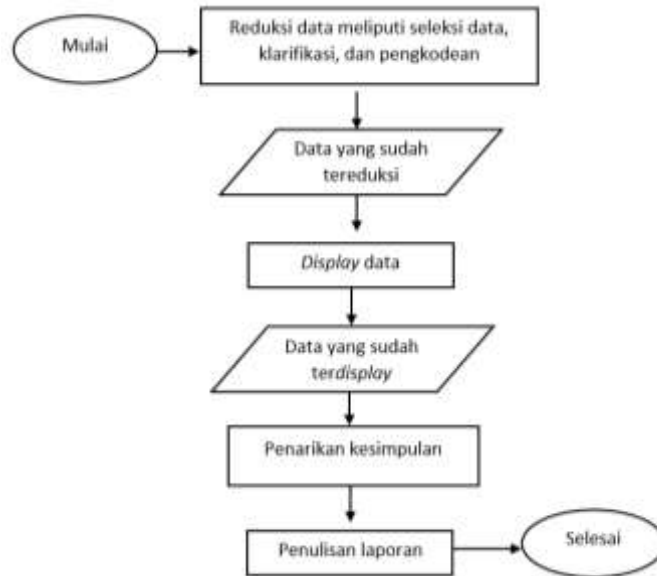 Mulai
Reduksi data meliputi seleksi data,
klarifikasi, dan pengkodean
Data yang sudah
tereduksi
Display data
Data yang sudah
terdisplay
Penarikan kesimpulan
Penulisan laporan
Selesai